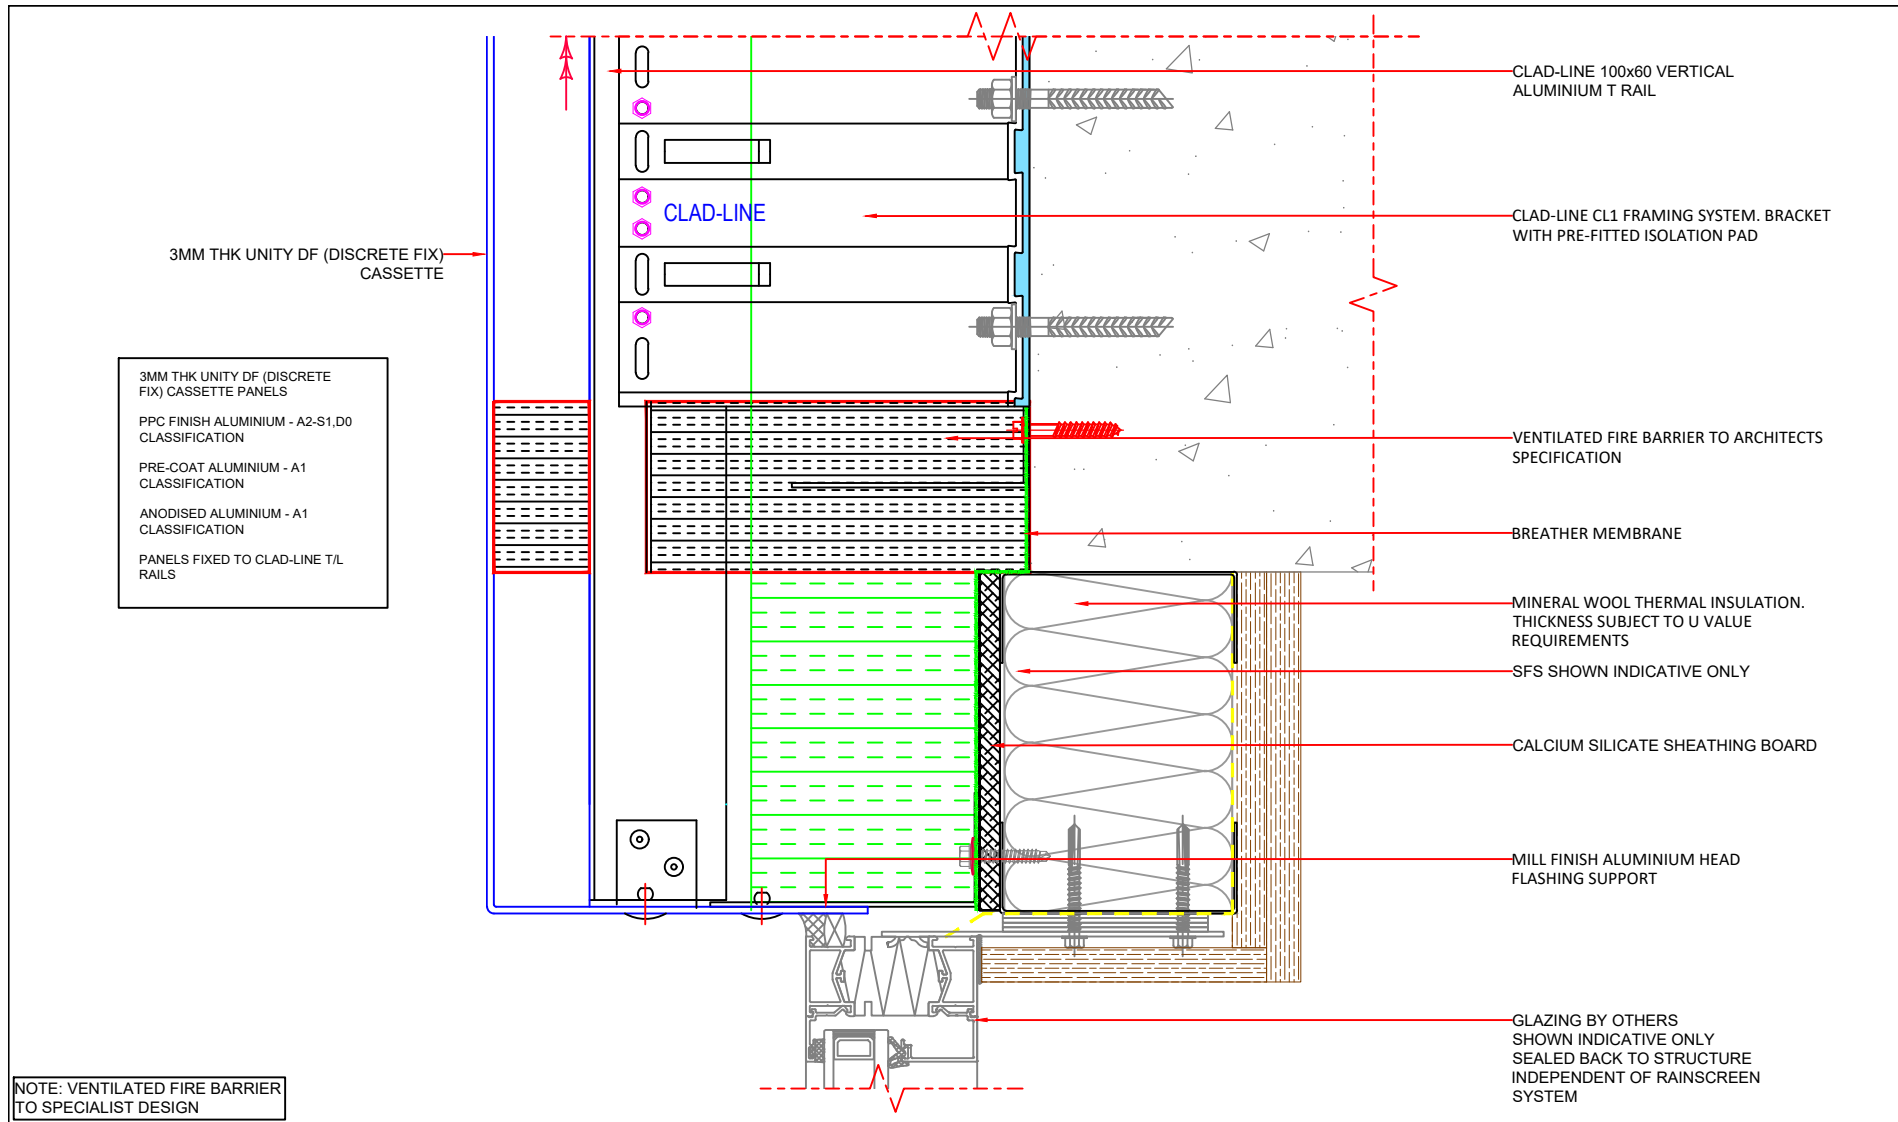 CLAD-LINE 100x60 VERTICAL
ALUMINIUM T RAIL
CLAD-LINE
CLAD-LINE CL1 FRAMING SYSTEM. BRACKET
WITH PRE-FITTED ISOLATION PAD
3MM THK UNITY DF (DISCRETE FIX)
CASSETTE
3MM THK UNITY DF (DISCRETE
FIX) CASSETTE PANELS
PPC FINISH ALUMINIUM - A2-S1,D0
CLASSIFICATION
PRE-COAT ALUMINIUM - A1
CLASSIFICATION
ANODISED ALUMINIUM - A1
CLASSIFICATION
PANELS FIXED TO CLAD-LINE T/L
RAILS
VENTILATED FIRE BARRIER TO ARCHITECTS
SPECIFICATION
BREATHER MEMBRANE
MINERAL WOOL THERMAL INSULATION.
THICKNESS SUBJECT TO U VALUE
REQUIREMENTS
SFS SHOWN INDICATIVE ONLY
CALCIUM SILICATE SHEATHING BOARD
MILL FINISH ALUMINIUM HEAD
FLASHING SUPPORT
GLAZING BY OTHERS
SHOWN INDICATIVE ONLY
SEALED BACK TO STRUCTURE
INDEPENDENT OF RAINSCREEN
SYSTEM
NOTE: VENTILATED FIRE BARRIER
TO SPECIALIST DESIGN